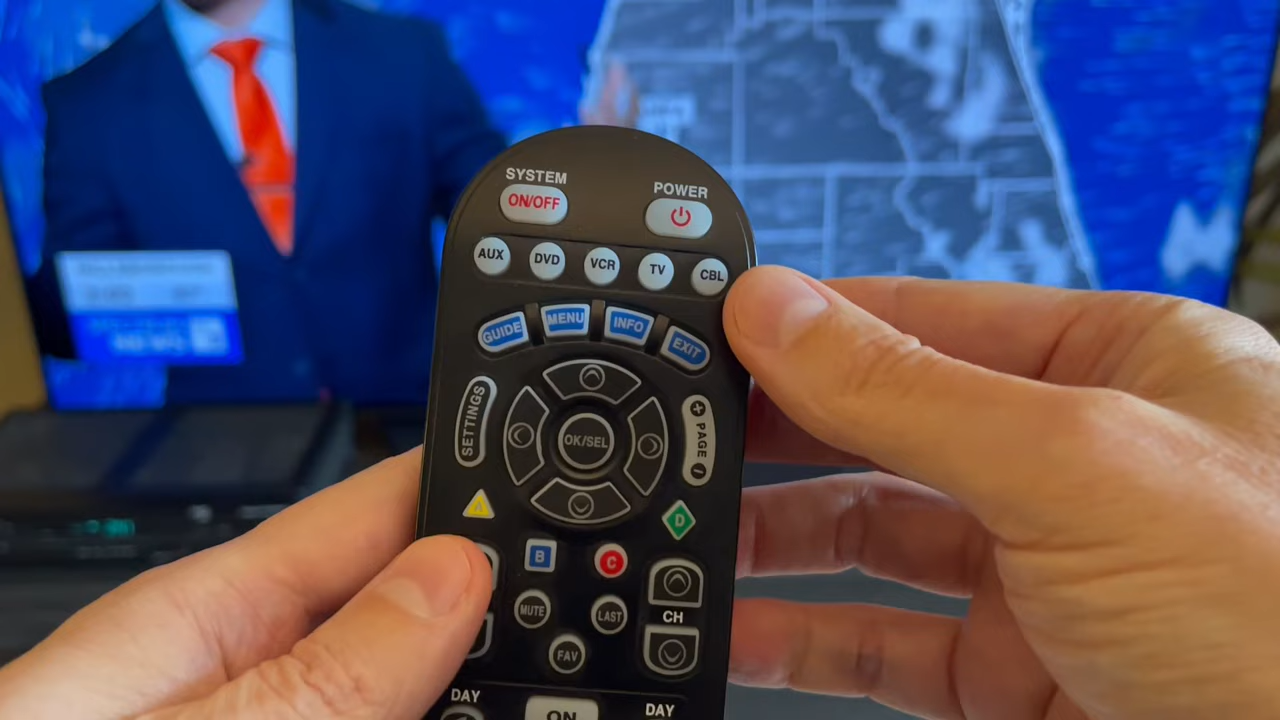 SYSTEM
POWER
ON/OFF
AUX DVD VCR TV CBL
GUIDE MENU INFO EXIT
SETTINGS
OK/SEL
+ PAGE -
A
D
B C
MUTE LAST
CH
FAV
DAY DAY
ON
NEWS